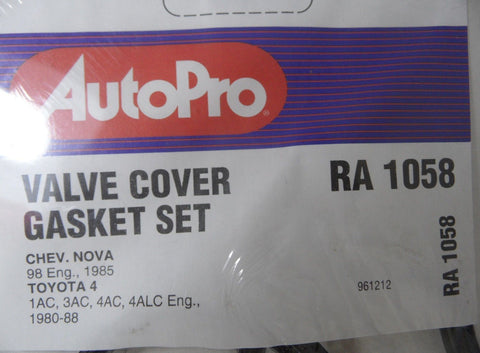 AutoPro®
VALVE COVER
GASKET SET
RA 1058
CHEV. NOVA
98 Eng., 1985
TOYOTA 4
1AC, 3AC, 4AC, 4ALC Eng.,
1980-88
961212
RA 1058